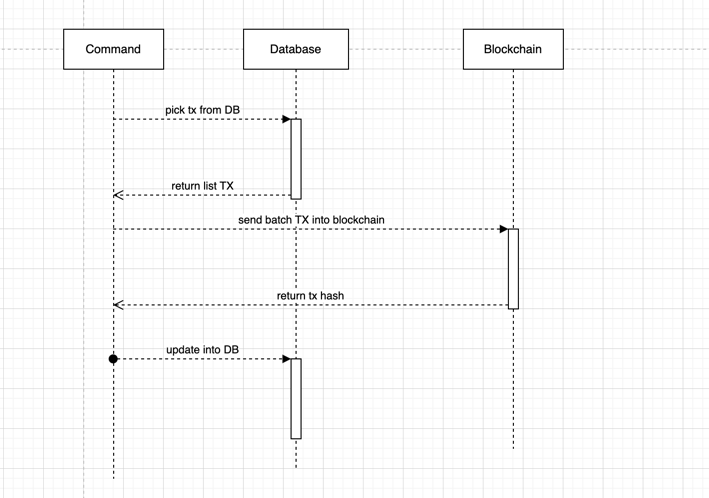 Command
Database
Blockchain
pick tx from DB
return list TX
send batch TX into blockchain
return tx hash
update into DB